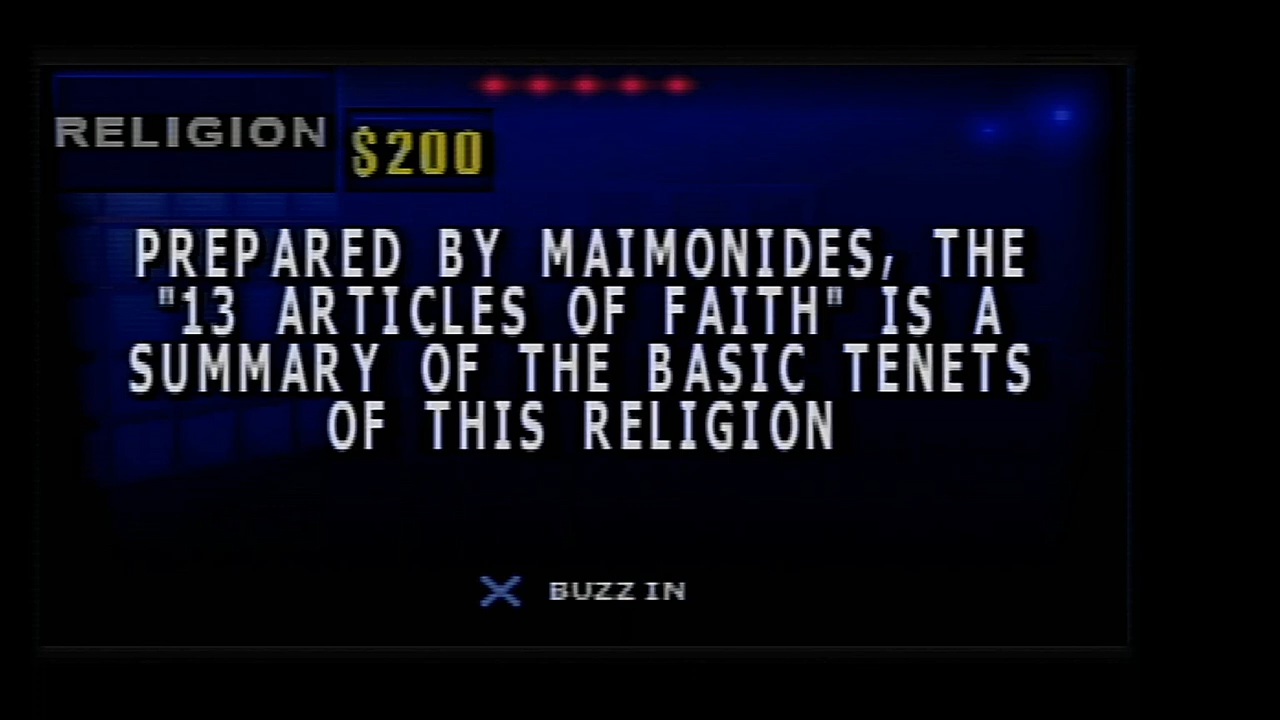 RELIGION
$200
PREPARED BY MAIMONIDES, THE
"13 ARTICLES OF FAITH" IS A
SUMMARY OF THE BASIC TENETS
OF THIS RELIGION
X BUZZ IN